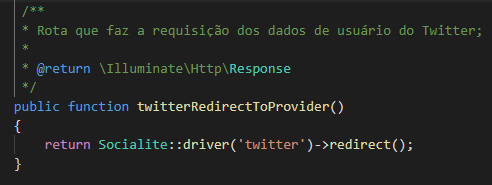 /**
* Rota que faz a requisição dos dados de usuário do Twitter;
*
* @return \Illuminate\Http\Response
*/
public function twitterRedirectToProvider()
{
return Socialite::driver('twitter')->redirect();
}